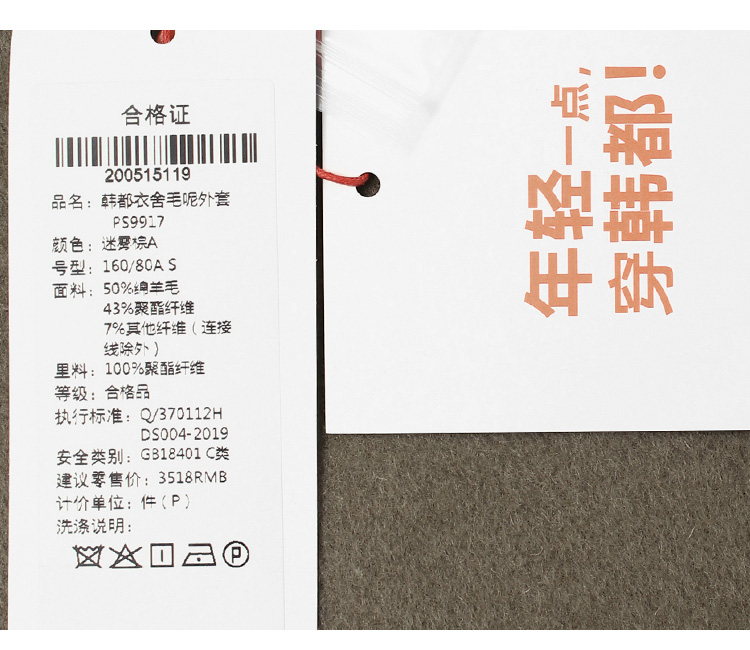 合格证
200515119
品名：韩都衣舍毛呢外套
PS9917
颜色：迷雾棕A
号型：160/80A S
面料：50%绵羊毛
43%聚酯纤维
7%其他纤维（连接
线除外）
里料：100%聚酯纤维
等级：合格品
执行标准：Q/370112H
DS004-2019
安全类别：GB18401 C类
建议零售价：3518RMB
计价单位：件（P）
洗涤说明：
P
年轻一点,
穿韩都!